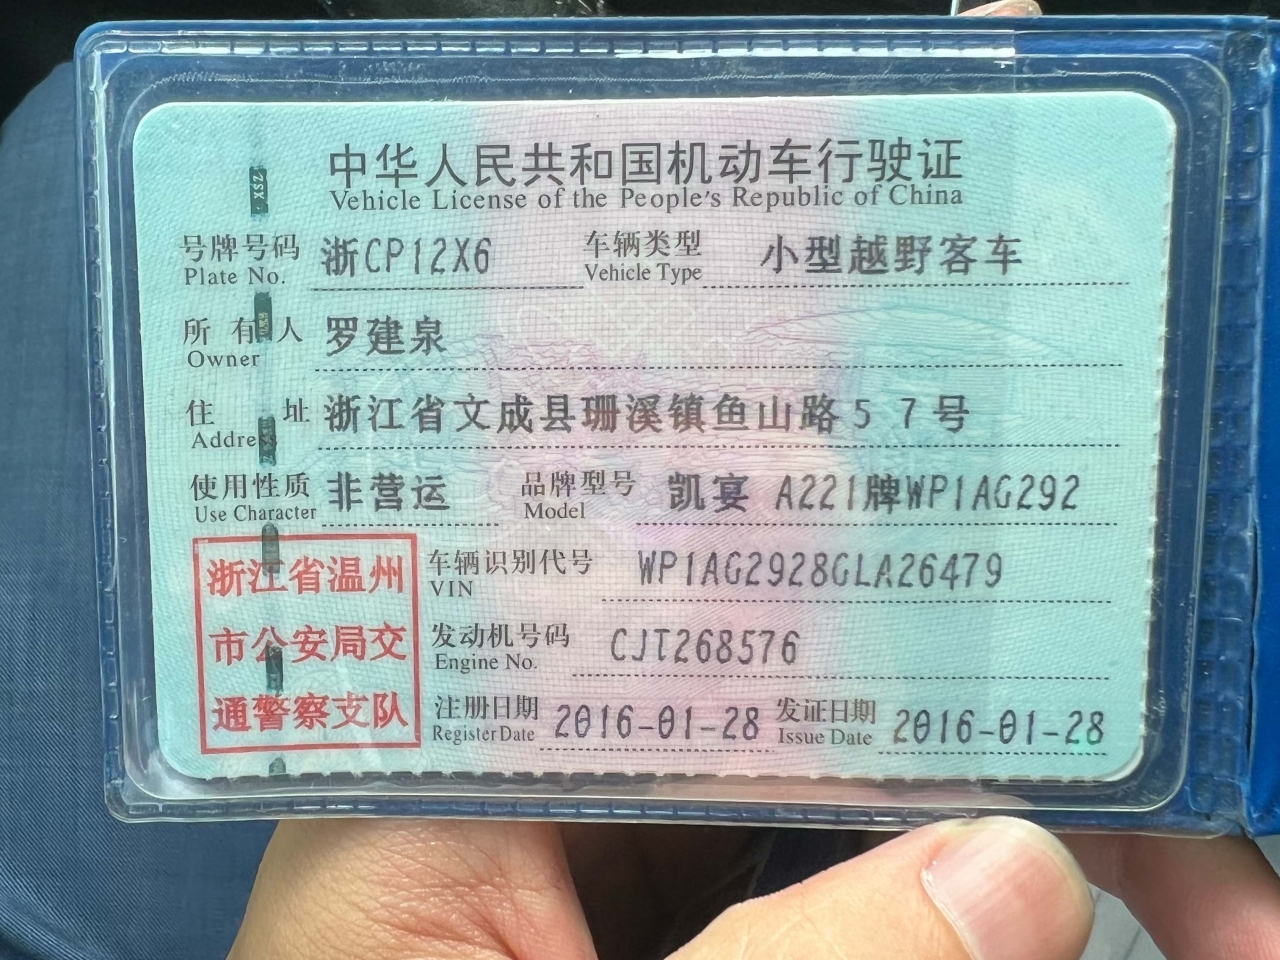 中华人民共和国机动车行驶证
Vehicle License of the People's Republic of China
号牌号码 浙CP12X6 车辆类型 小型越野客车
Plate No. Vehicle Type
所有人 罗建泉
Owner
住址 浙江省文成县珊溪镇鱼山路57号
Address
使用性质 非营运 品牌型号 凯宴 A221牌WP1AG292
Use Character Model
浙江省温州
市公安局交
通警察支队
车辆识别代号 WP1AG2928GLA26479
VIN
发动机号码 CJT268576
Engine No.
注册日期 2016-01-28 发证日期 2016-01-28
Register Date Issue Date